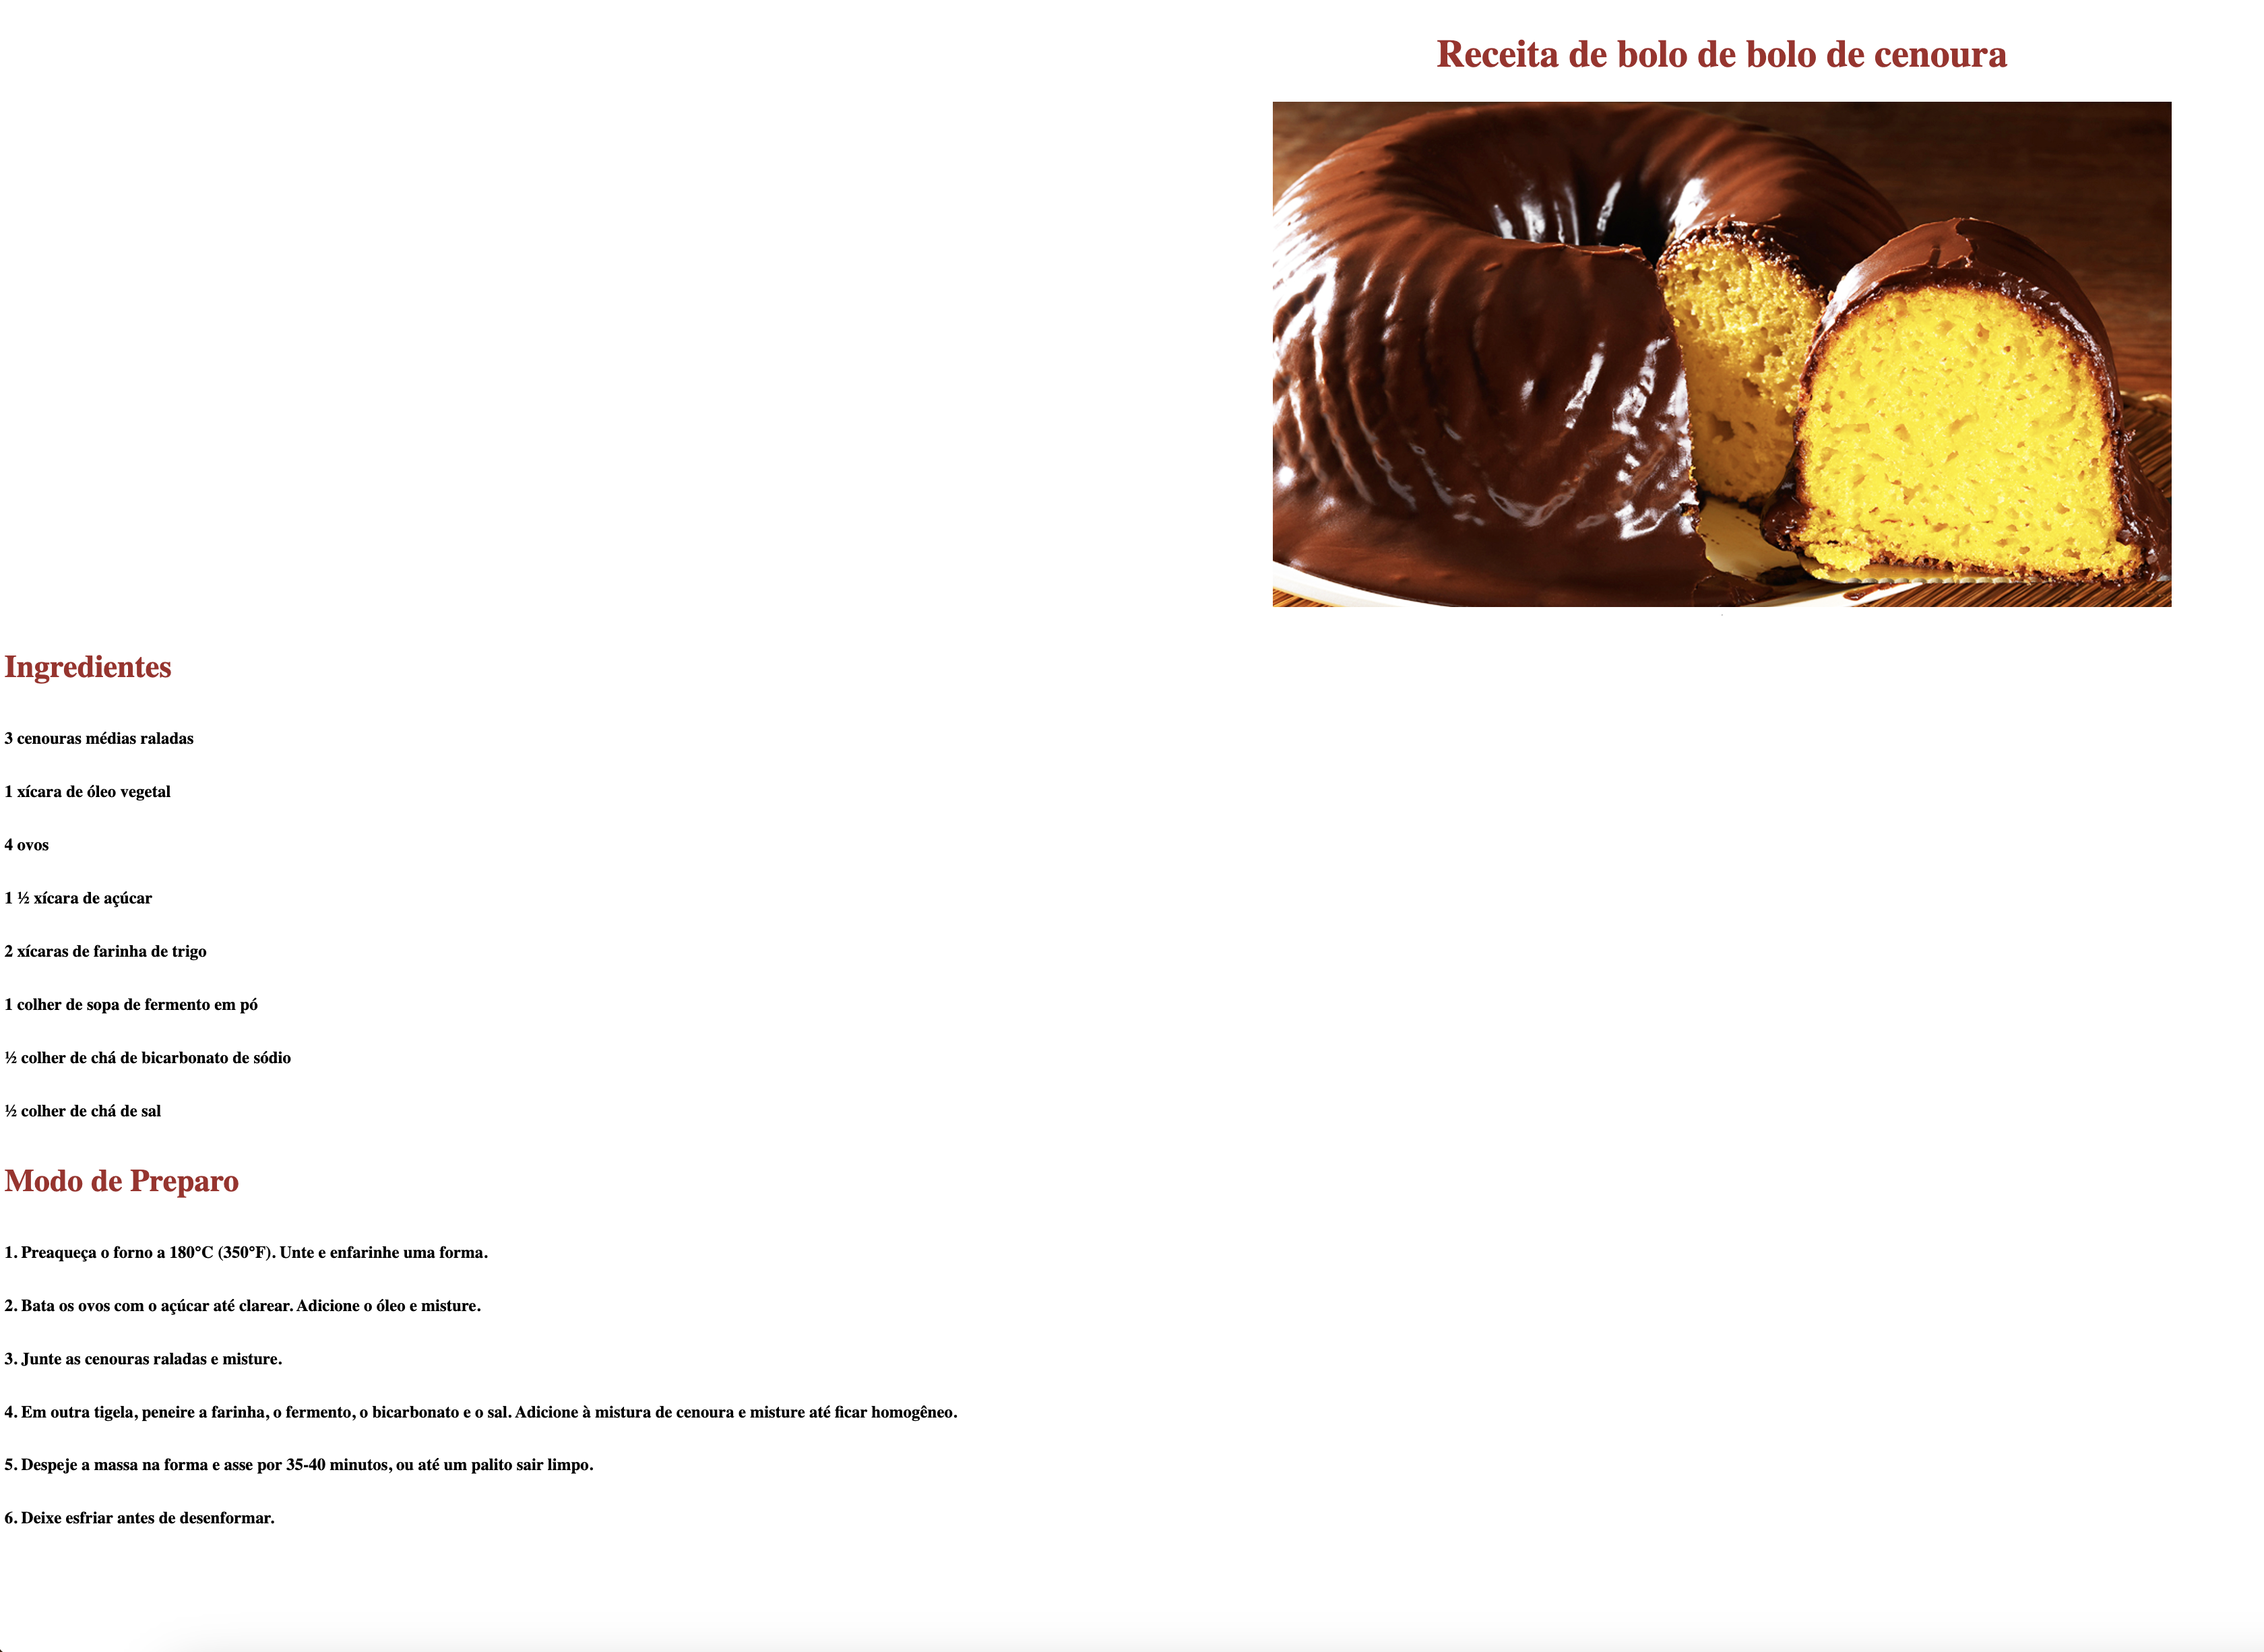 Receita de bolo de bolo de cenoura
Ingredientes
3 cenouras médias raladas
1 xícara de óleo vegetal
4 ovos
1 ½ xícara de açúcar
2 xícaras de farinha de trigo
1 colher de sopa de fermento em pó
½ colher de chá de bicarbonato de sódio
½ colher de chá de sal
Modo de Preparo
1. Preaqueça o forno a 180°C (350°F). Unte e enfarinhe uma forma.
2. Bata os ovos com o açúcar até clarear. Adicione o óleo e misture.
3. Junte as cenouras raladas e misture.
4. Em outra tigela, peneire a farinha, o fermento, o bicarbonato e o sal. Adicione à mistura de cenoura e misture até ficar homogêneo.
5. Despeje a massa na forma e asse por 35-40 minutos, ou até um palito sair limpo.
6. Deixe esfriar antes de desenformar.